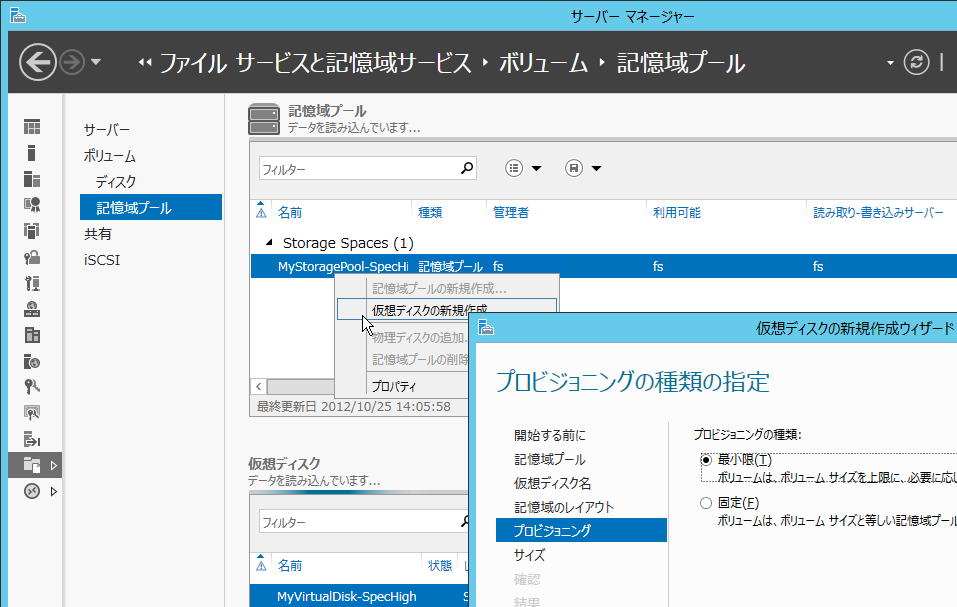 サーバー マネージャー
ファイル サービスと記憶域サービス ・ ボリューム ・ 記憶域プール
サーバー
ボリューム
ディスク
記憶域プール
共有
iSCSI
記憶域プール
データを読み込んでいます...
フィルター
名前 種類 管理者 利用可能 読み取り-書き込みサーバー
Storage Spaces (1)
MyStoragePool-SpecHi 記憶域プール fs fs fs
記憶域プールの新規作成...
仮想ディスクの新規作成
物理ディスクの追加.
記憶域プールの削除
プロパティ
最終更新日 2012/10/25 14:05:58
仮想ディスク
データを読み込んでいます...
フィルター
名前 状態
MyVirtualDisk-SpecHigh
仮想ディスクの新規作成ウィザード
プロビジョニングの種類の指定
開始する前に
記憶域プール
仮想ディスク名
記憶域のレイアウト
プロビジョニング
サイズ
確認
結果
プロビジョニングの種類:
最小限(T)
ボリュームは、ボリューム サイズを上限に、必要に応じ
固定(F)
ボリュームは、ボリューム サイズと等しい記憶域プール